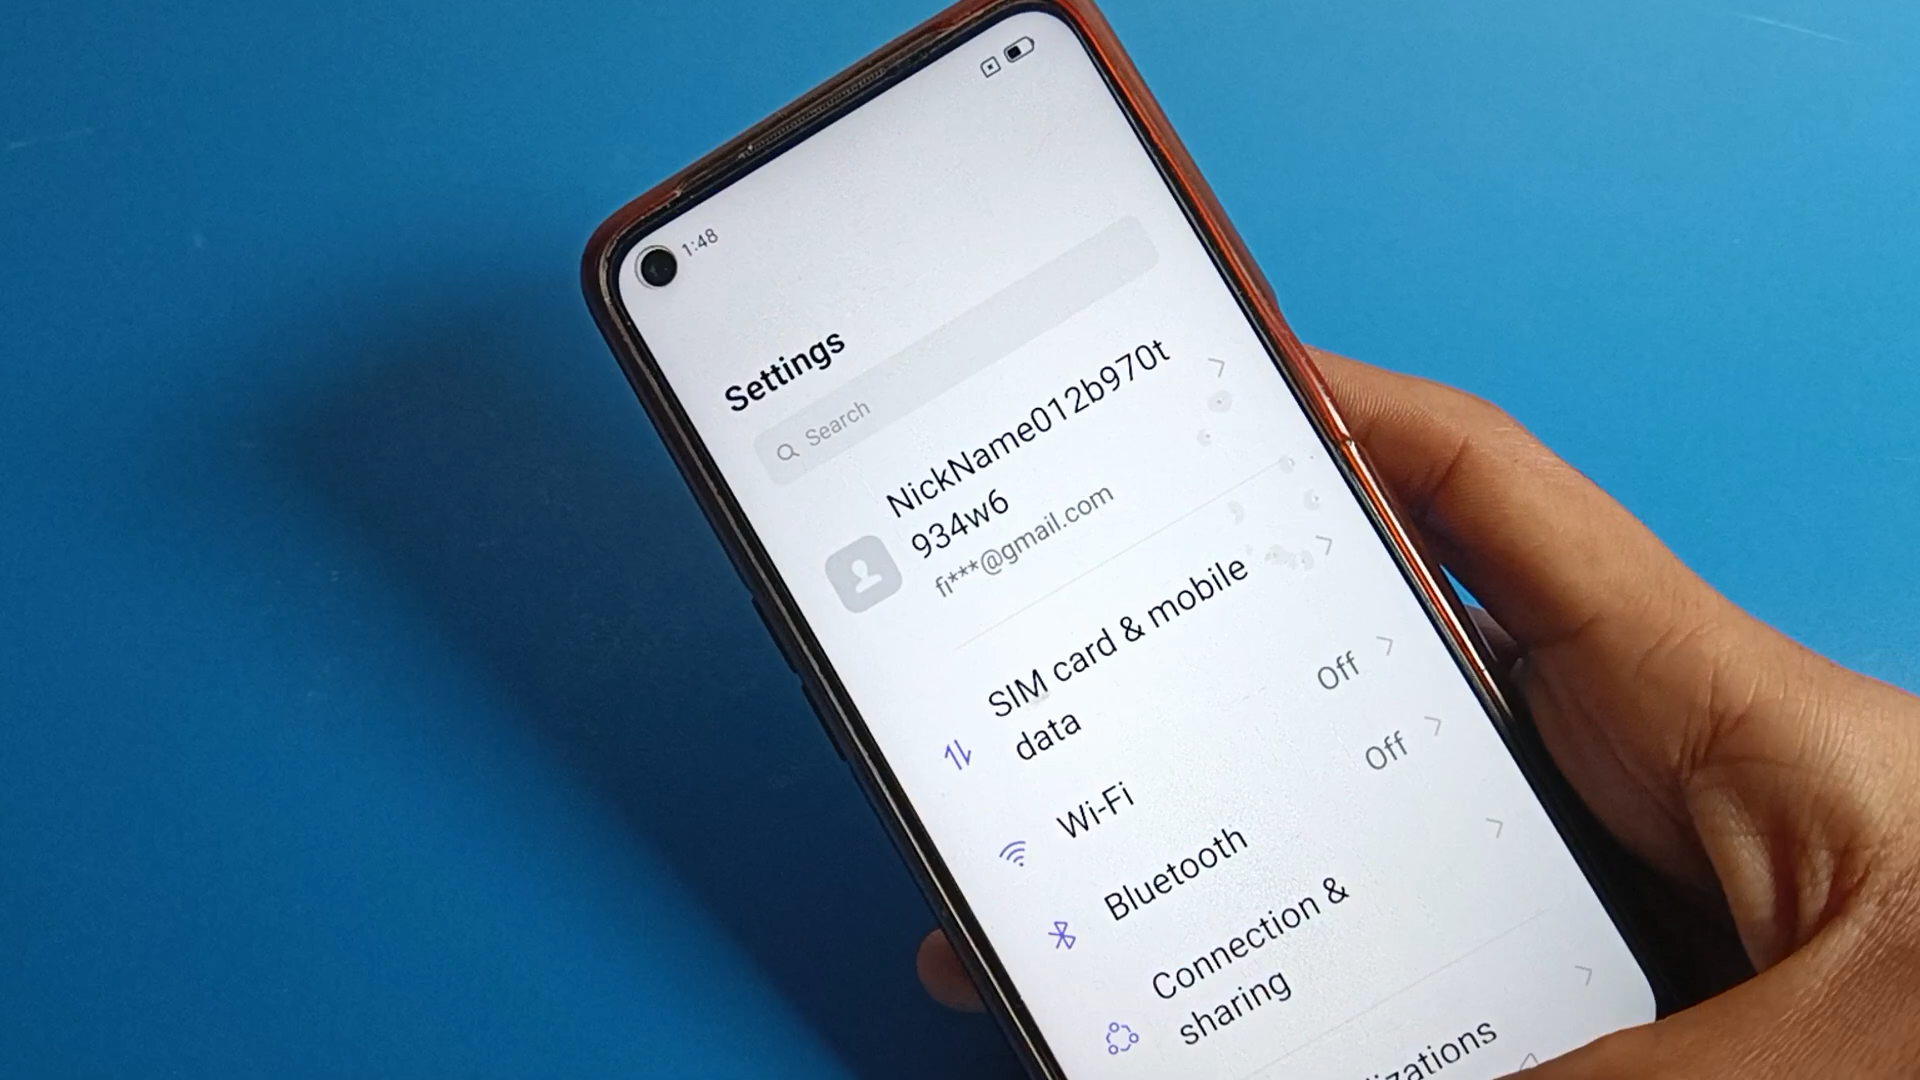 1:48
Settings
Search
NickName012b970t
934w6
fi***@gmail.com
SIM card & mobile
data
Wi-Fi
Off
Bluetooth
Off
Connection &
sharing